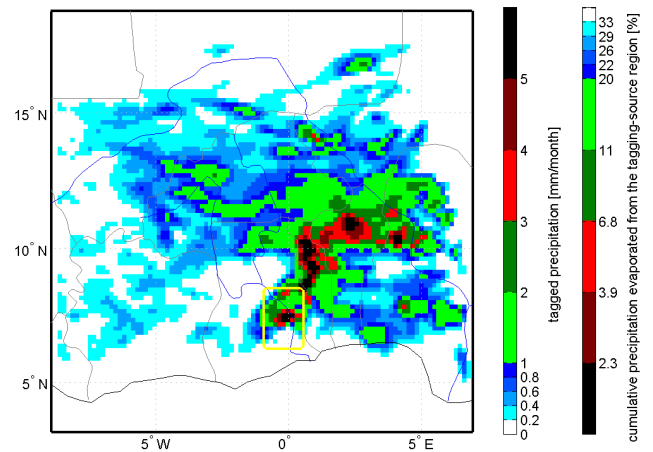 15° N
10° N
5° N
5° W
0°
5° E
5
4
3
2
1
0.8
0.6
0.4
0.2
0
tagged precipitation [mm/month]
33
29
26
22
20
11
6.8
3.9
2.3
cumulative precipitation evaporated from the tagging-source region [%]